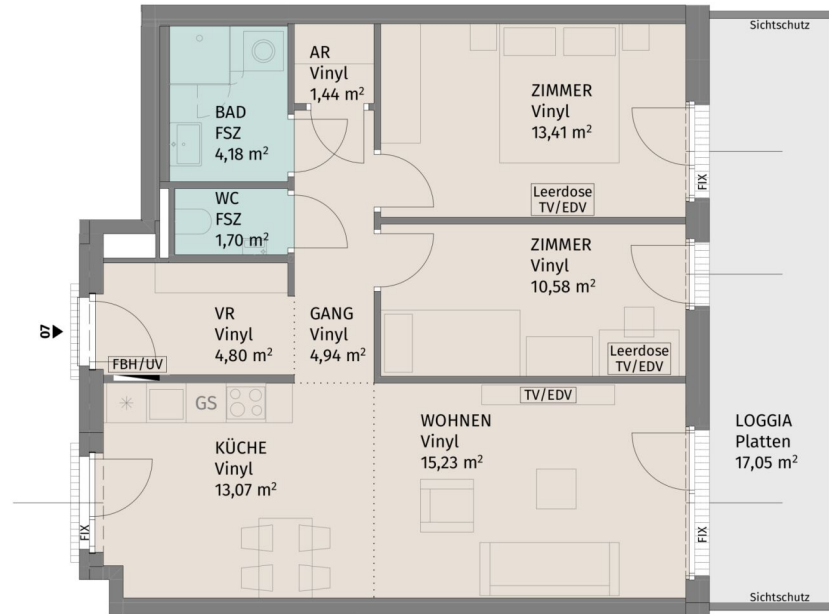 Sichtschutz
AR
Vinyl
1,44 m²
BAD
FSZ
4,18 m²
ZIMMER
Vinyl
13,41 m²
FIX
Leerdose
TV/EDV
WC
FSZ
1,70 m²
ZIMMER
Vinyl
10,58 m²
07
VR
Vinyl
4,80 m²
GANG
Vinyl
4,94 m²
Leerdose
TV/EDV
FBH/UV
GS
TV/EDV
KÜCHE
Vinyl
13,07 m²
WOHNEN
Vinyl
15,23 m²
LOGGIA
Platten
17,05 m²
FIX
FIX
Sichtschutz